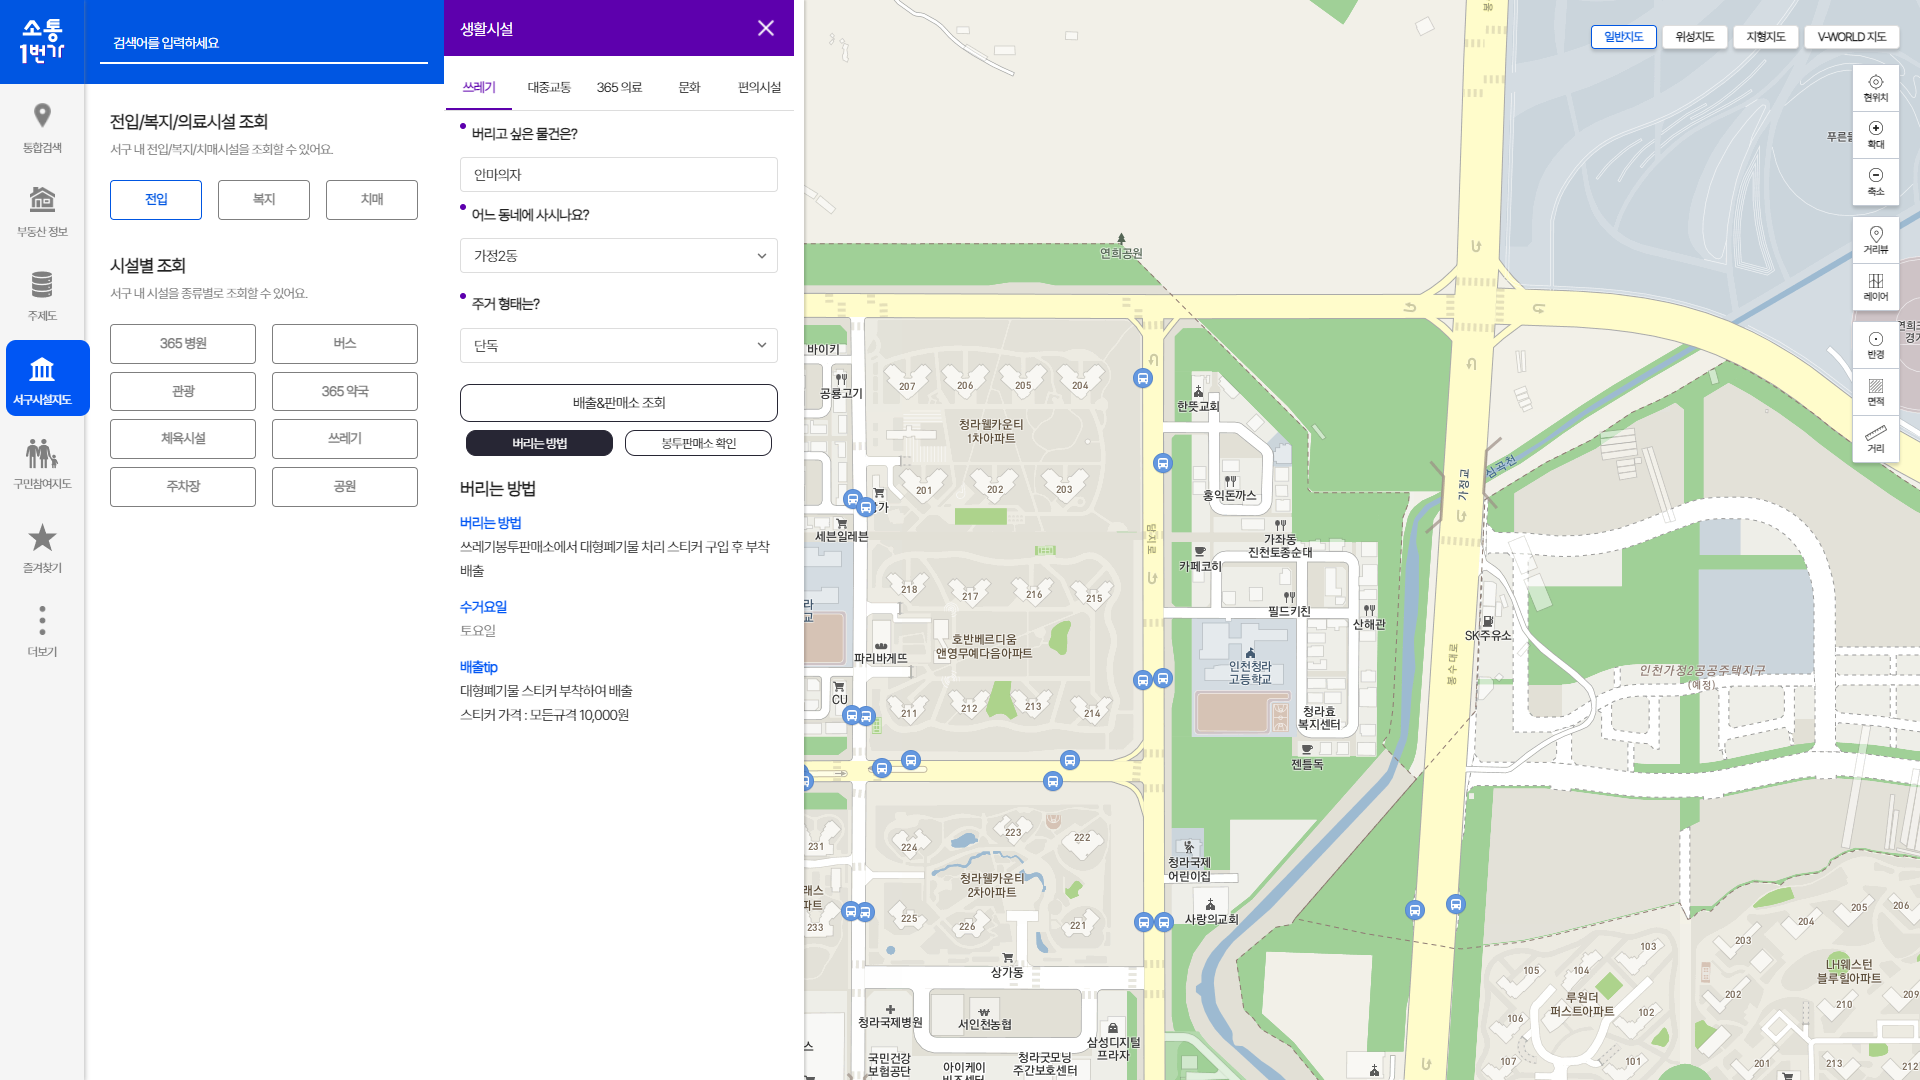 소통
1번가
검색어를 입력하세요
통합검색
부동산 정보
주제도
서구시설지도
구민참여지도
즐겨찾기
더보기
전입/복지/의료시설 조회
서구 내 전입/복지/치매시설을 조회할 수 있어요.
전입
복지
치매
시설별 조회
서구 내 시설을 종류별로 조회할 수 있어요.
365 병원
버스
관광
365 약국
체육시설
쓰레기
주차장
공원
생활시설
쓰레기
대중교통
365 의료
문화
편의시설
버리고 싶은 물건은?
안마의자
어느 동네에 사시나요?
가정2동
주거 형태는?
단독
배출&판매소 조회
버리는 방법
봉투판매소 확인
버리는 방법
버리는 방법
쓰레기봉투판매소에서 대형폐기물 처리 스티커 구입 후 부착
배출
수거요일
토요일
배출tip
대형폐기물 스티커 부착하여 배출
스티커 가격 : 모든규격 10,000원
일반지도
위성지도
지형지도
V-WORLD 지도
현위치
확대
축소
거리뷰
레이어
반경
면적
거리
연희공원
바이키
공룡고기
207
206
205
204
청라웰카운티
1차아파트
201
202
203
세븐일레븐
한뜻교회
홍익돈까스
가좌동
진천토종순대
카페코히
필드키친
산해관
218
217
216
215
호반베르디움
앤영무예다음아파트
파리바게뜨
CU
211
212
213
214
인천청라
고등학교
청라효
복지센터
젠틀독
SK주유소
가정교
심곡천
봉수대로
인천가정2공공주택지구
(예정)
231
224
223
222
청라웰카운티
2차아파트
233
225
226
221
청라국제
어린이집
사랑의교회
상가동
청라국제병원
서인천농협
삼성디지털
프라자
국민건강
보험공단
아이케이
청라굿모닝
주간보호센터
103
105
104
루원더
퍼스트아파트
106
102
107
101
206
205
204
203
LH웨스턴
블루힐아파트
202
210
209
201
213
212